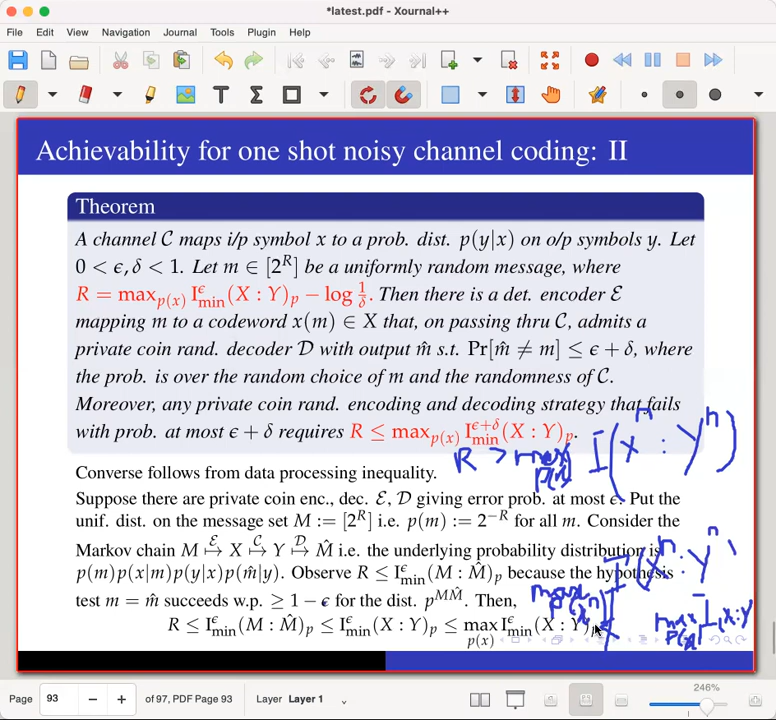 *latest.pdf - Xournal++
File Edit View Navigation Journal Tools Plugin Help
Achievability for one shot noisy channel coding: II
Theorem
A channel C maps i/p symbol x to a prob. dist. p(y|x) on o/p symbols y. Let
0 < ϵ, δ < 1. Let m ∈ [2^R] be a uniformly random message, where
R = max_{p(x)} I^ϵ_min(X : Y)_p − log 1/δ. Then there is a det. encoder ℰ
mapping m to a codeword x(m) ∈ X that, on passing thru C, admits a
private coin rand. decoder 𝒟 with output m̂ s.t. Pr[m̂ ≠ m] ≤ ϵ + δ, where
the prob. is over the random choice of m and the randomness of C.
Moreover, any private coin rand. encoding and decoding strategy that fails
with prob. at most ϵ + δ requires R ≤ max_{p(x)} I^{ϵ+δ}_min(X : Y)_p.
R > max_{p(x)} I(X^n : Y^n)
Converse follows from data processing inequality.
Suppose there are private coin enc., dec. ℰ, 𝒟 giving error prob. at most ϵ. Put the
unif. dist. on the message set M := [2^R] i.e. p(m) := 2^{−R} for all m. Consider the
Markov chain M ↦^ℰ X ↦^C Y ↦^𝒟 M̂ i.e. the underlying probability distribution is
p(m)p(x|m)p(y|x)p(m̂|y). Observe R ≤ I^ϵ_min(M : M̂)_p because the hypothesis
test m = m̂ succeeds w.p. ≥ 1 − ϵ for the dist. p^{MM̂}. Then,
max_{p(x^n)} I(X^n : Y^n)
R ≤ I^ϵ_min(M : M̂)_p ≤ I^ϵ_min(X : Y)_p ≤ max_{p(x)} I^ϵ_min(X : Y)_p
max_{p(x)} I(X:Y
Page 93 of 97, PDF Page 93 Layer Layer 1 246%